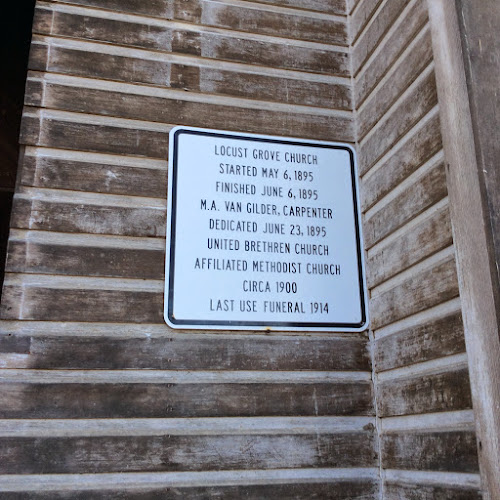 LOCUST GROVE CHURCH
STARTED MAY 6, 1895
FINISHED JUNE 6, 1895
M.A. VAN GILDER, CARPENTER
DEDICATED JUNE 23, 1895
UNITED BRETHREN CHURCH
AFFILIATED METHODIST CHURCH
CIRCA 1900
LAST USE FUNERAL 1914